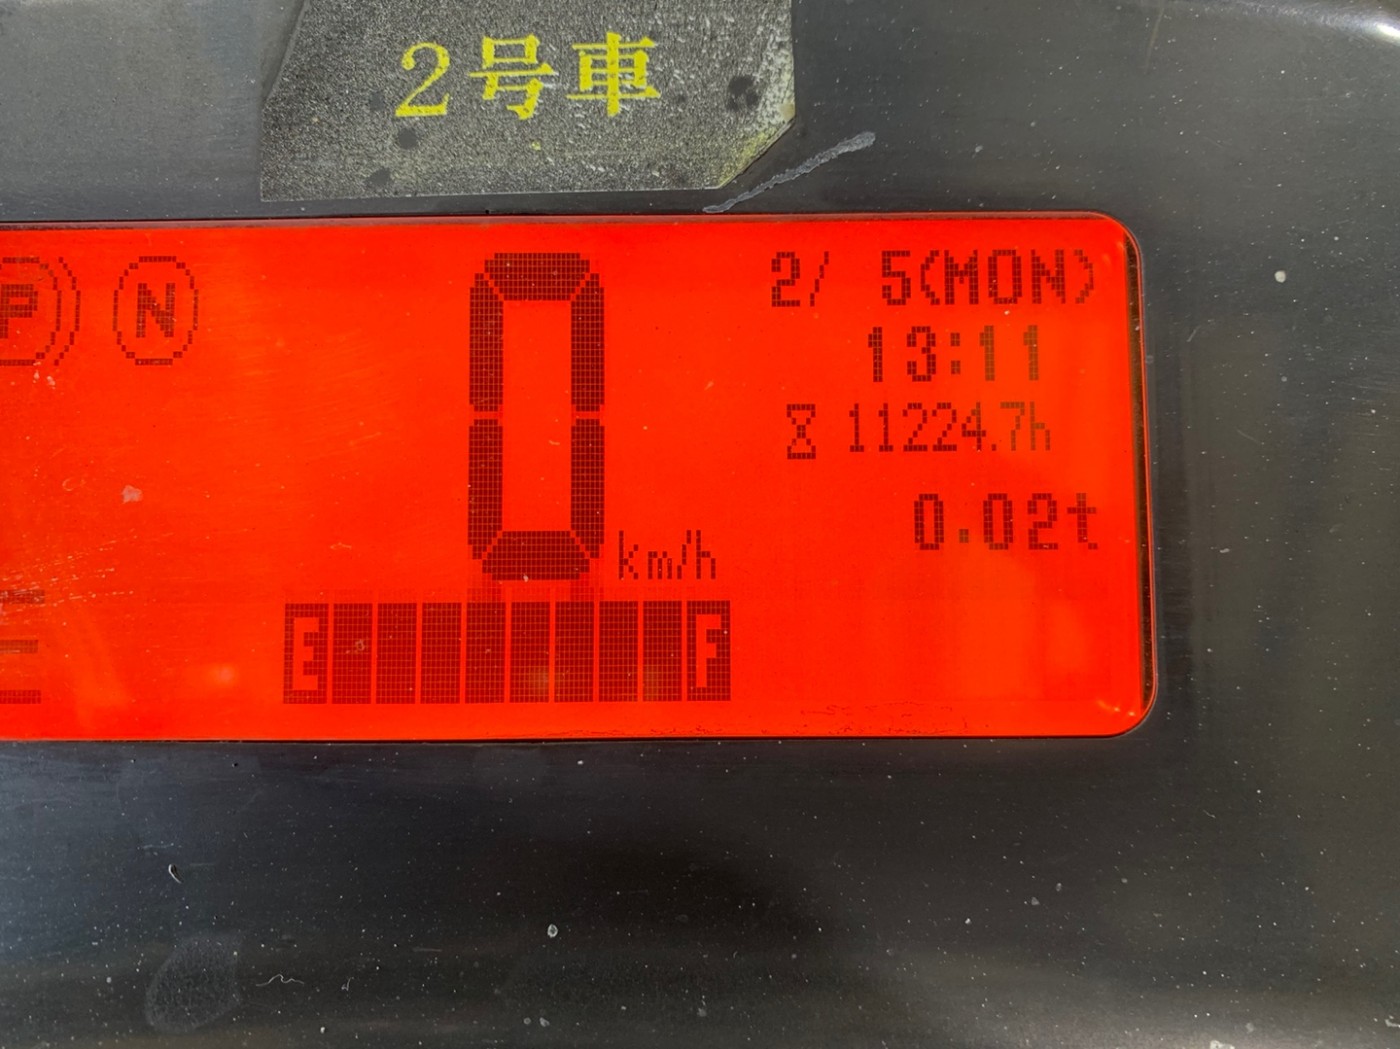 2号車
P N
0 km/h
2/ 5(MON)
13:11
11224.7h
0.02t
E F